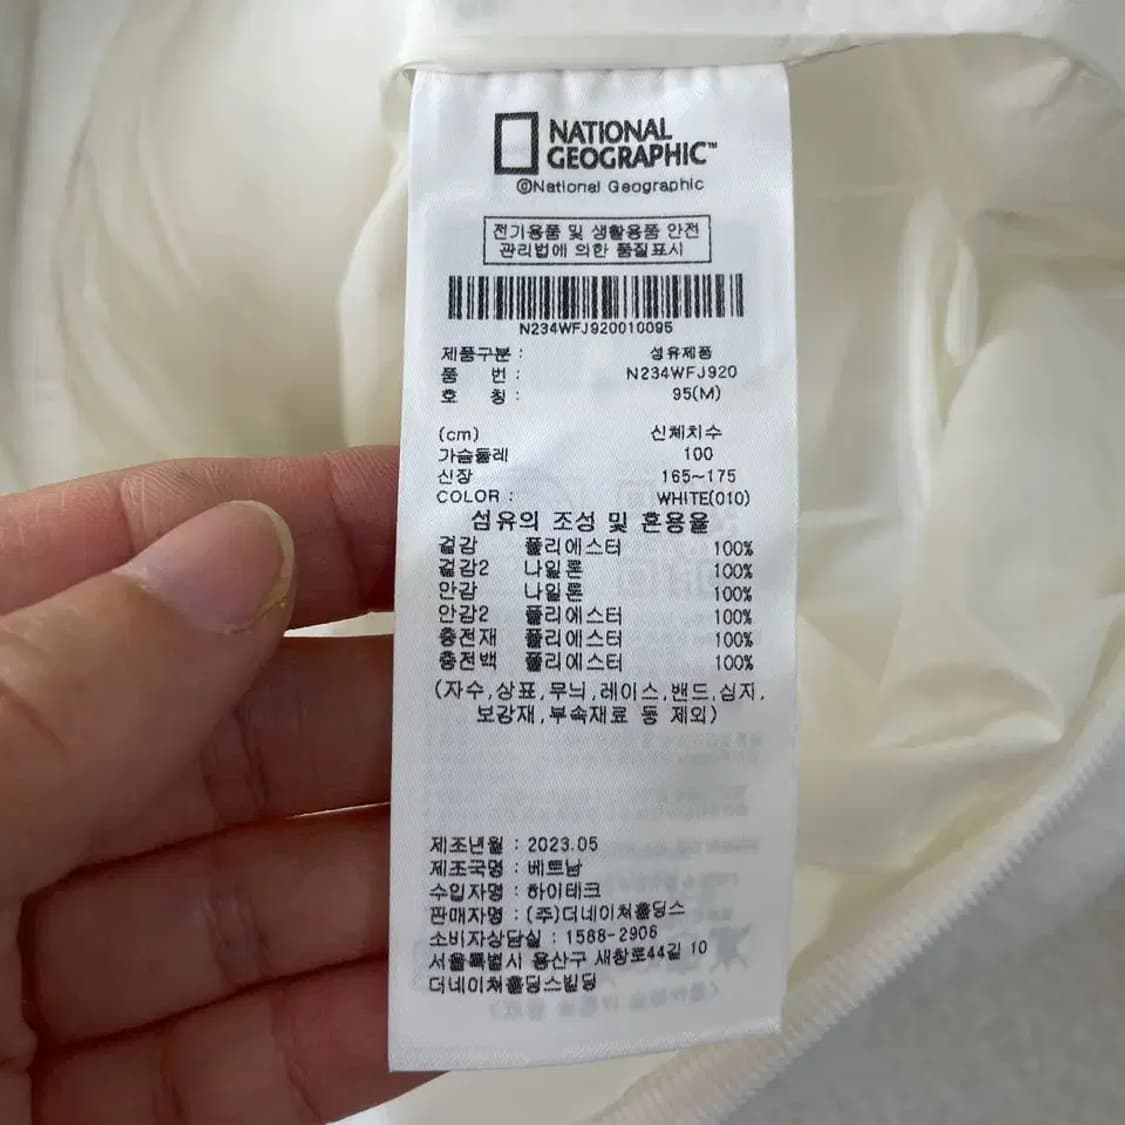 NATIONAL
GEOGRAPHIC™
©National Geographic
전기용품 및 생활용품 안전
관리법에 의한 품질표시
N234WFJ920010095
제품구분 : 섬유제품
품 번 : N234WFJ920
호 칭 : 95(M)
(cm) 신체치수
가슴둘레 100
신장 165~175
COLOR : WHITE(010)
섬유의 조성 및 혼용율
겉감 폴리에스터 100%
겉감2 나일론 100%
안감 나일론 100%
안감2 폴리에스터 100%
충전재 폴리에스터 100%
충전백 폴리에스터 100%
(자수,상표,무늬,레이스,밴드,심지,
보강재,부속재료 등 제외)
제조년월 : 2023.05
제조국명 : 베트남
수입자명 : 하이테크
판매자명 : (주)더네이쳐홀딩스
소비자상담실 : 1588-2906
서울특별시 용산구 새창로44길 10
더네이쳐홀딩스빌딩